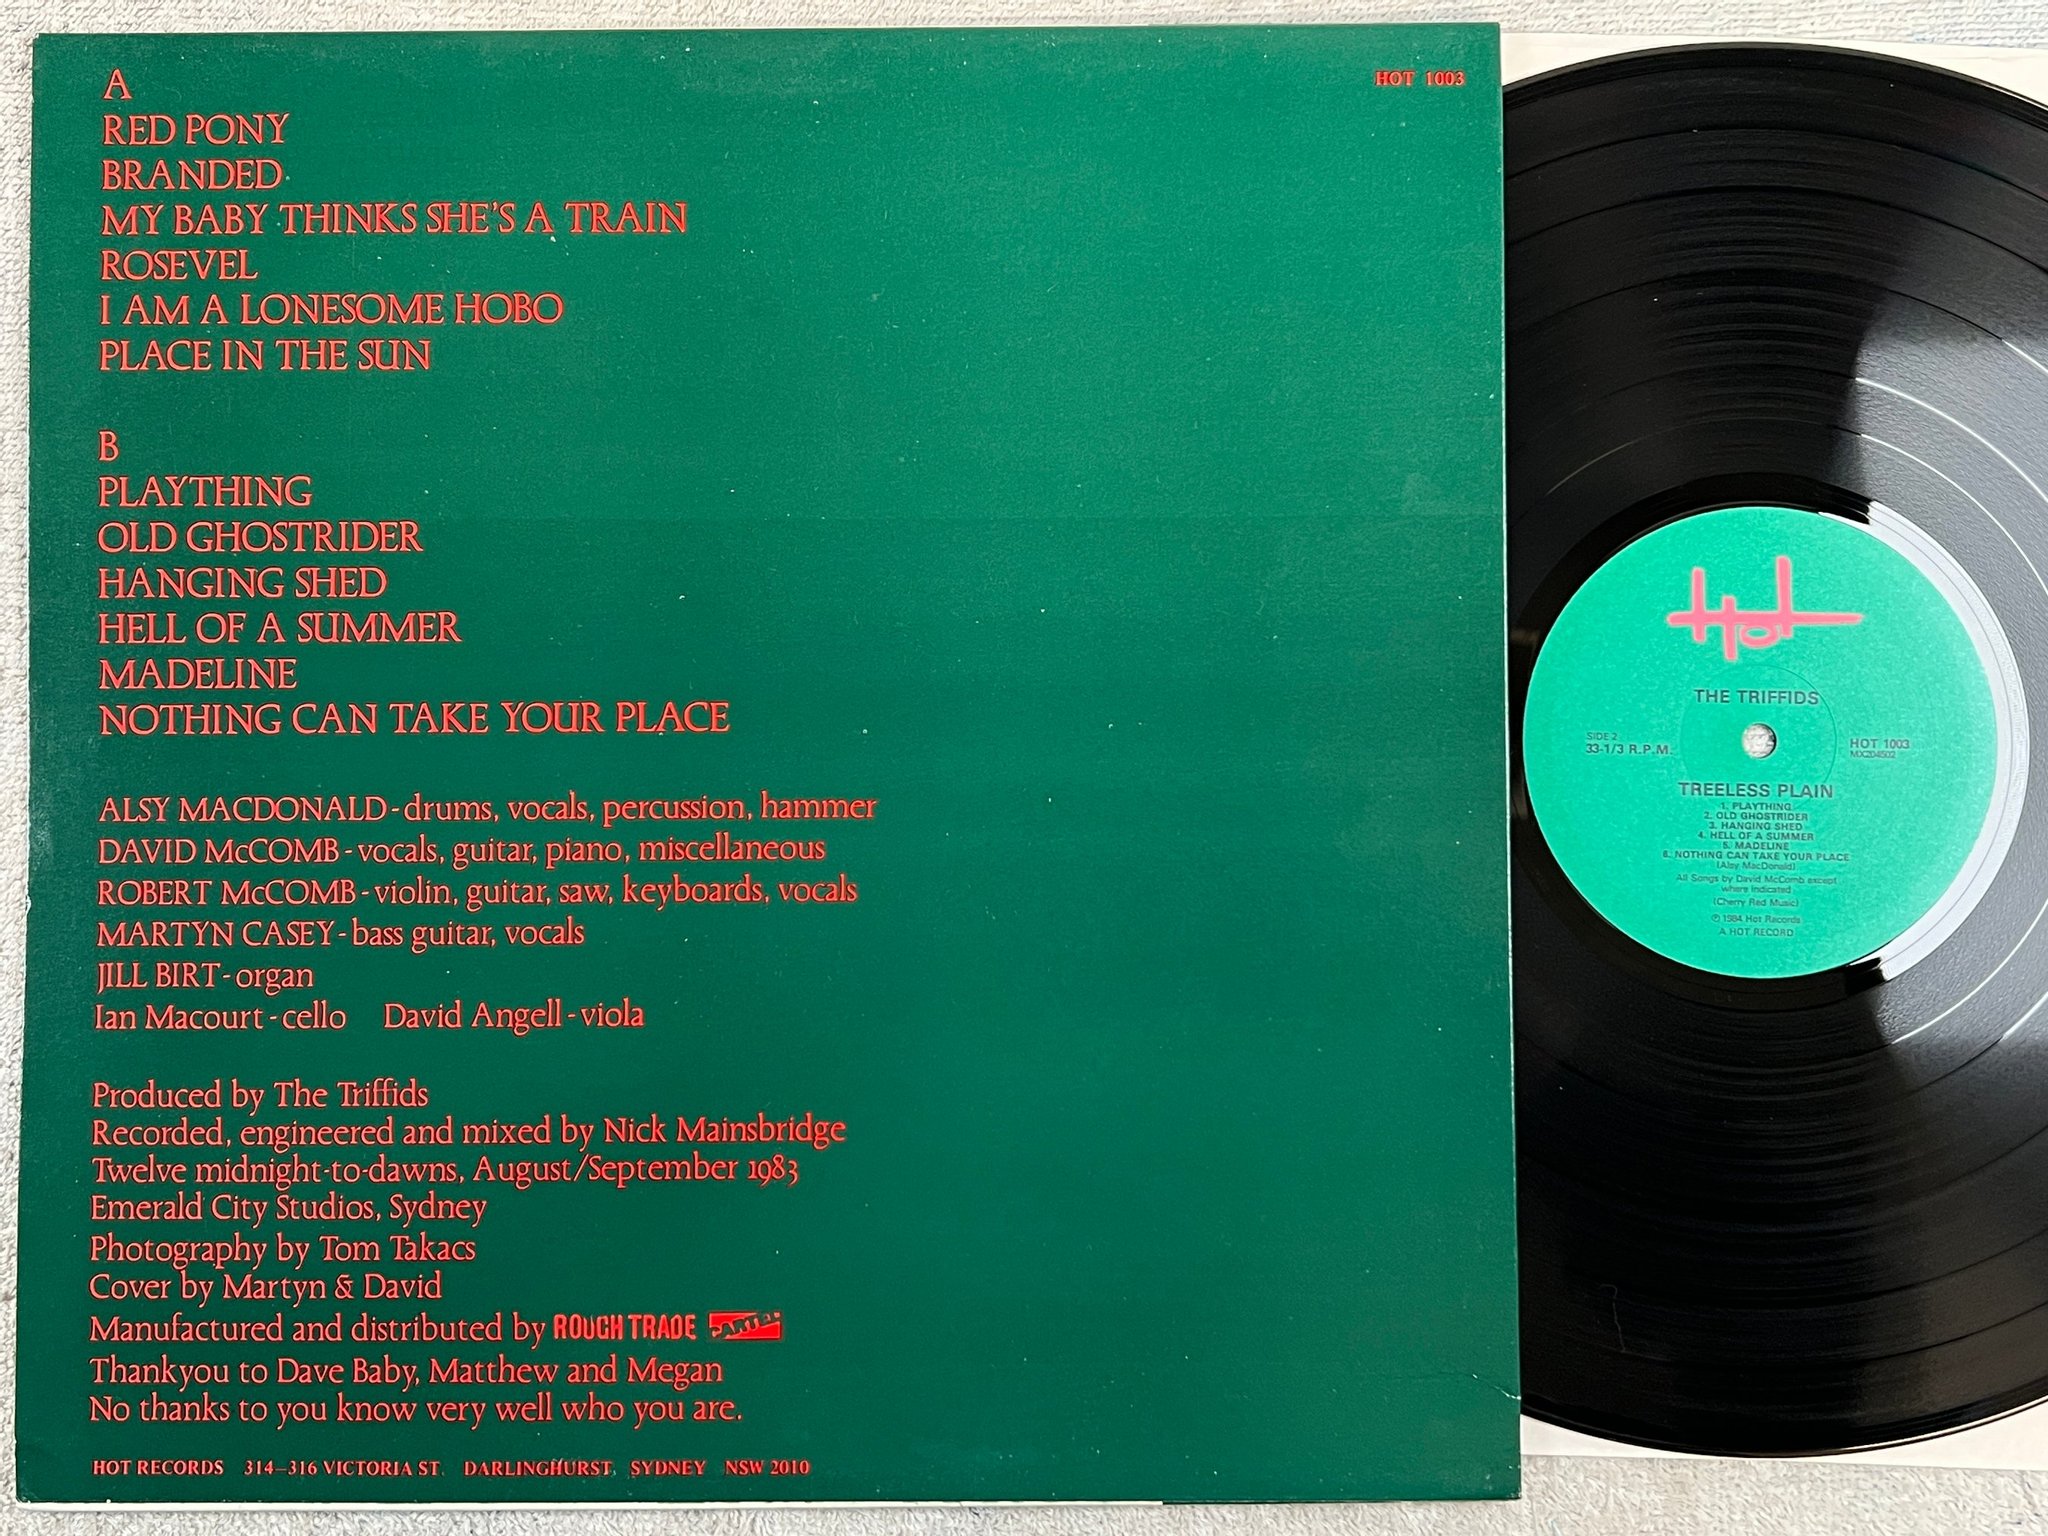 A
RED PONY
BRANDED
MY BABY THINKS SHE'S A TRAIN
ROSEVEL
I AM A LONESOME HOBO
PLACE IN THE SUN
B
PLAYTHING
OLD GHOSTRIDER
HANGING SHED
HELL OF A SUMMER
MADELINE
NOTHING CAN TAKE YOUR PLACE
ALSY MACDONALD - drums, vocals, percussion, hammer
DAVID McCOMB - vocals, guitar, piano, miscellaneous
ROBERT McCOMB - violin, guitar, saw, keyboards, vocals
MARTYN CASEY - bass guitar, vocals
JILL BIRT - organ
Ian Macourt - cello David Angell - viola
Produced by The Triffids
Recorded, engineered and mixed by Nick Mainsbridge
Twelve midnight-to-dawns, August/September 1983
Emerald City Studios, Sydney
Photography by Tom Takacs
Cover by Martyn & David
Manufactured and distributed by ROUGH TRADE CARTEL
Thankyou to Dave Baby, Matthew and Megan
No thanks to you know very well who you are.
HOT RECORDS 314-316 VICTORIA ST. DARLINGHURST, SYDNEY NSW 2010
HOT 1003
Hot
THE TRIFFIDS
SIDE 2
33-1/3 R.P.M.
HOT 1003
MX204502
TREELESS PLAIN
1. PLAYTHING
2. OLD GHOSTRIDER
3. HANGING SHED
4. HELL OF A SUMMER
5. MADELINE
6. NOTHING CAN TAKE YOUR PLACE
(Alsy MacDonald)
All Songs by David McComb except
where indicated
(Cherry Red Music)
℗ 1984 Hot Records
A HOT RECORD